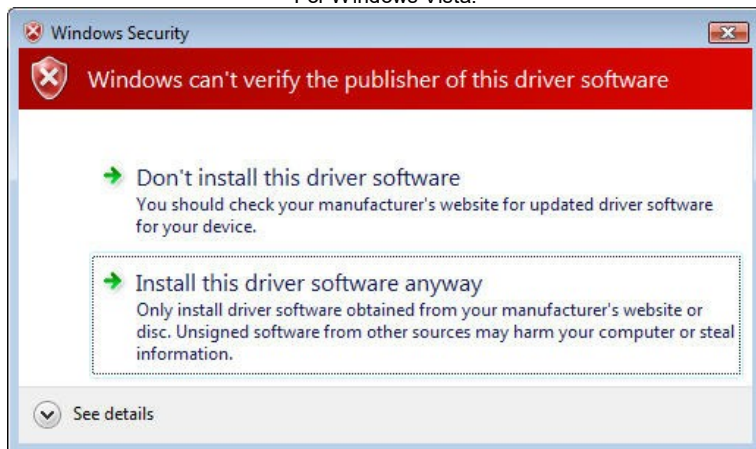 For Windows Vista:
Windows Security
Windows can't verify the publisher of this driver software
Don't install this driver software
You should check your manufacturer's website for updated driver software
for your device.
Install this driver software anyway
Only install driver software obtained from your manufacturer's website or
disc. Unsigned software from other sources may harm your computer or steal
information.
See details